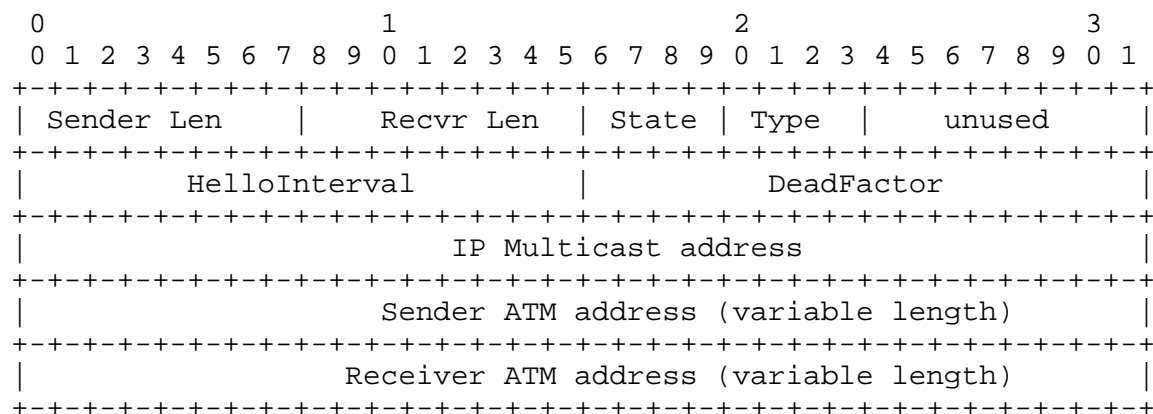 0                   1                   2                   3
 0 1 2 3 4 5 6 7 8 9 0 1 2 3 4 5 6 7 8 9 0 1 2 3 4 5 6 7 8 9 0 1
+-+-+-+-+-+-+-+-+-+-+-+-+-+-+-+-+-+-+-+-+-+-+-+-+-+-+-+-+-+-+-+
| Sender Len    |    Recvr Len  | State | Type  |    unused     |
+-+-+-+-+-+-+-+-+-+-+-+-+-+-+-+-+-+-+-+-+-+-+-+-+-+-+-+-+-+-+-+
|         HelloInterval         |          DeadFactor           |
+-+-+-+-+-+-+-+-+-+-+-+-+-+-+-+-+-+-+-+-+-+-+-+-+-+-+-+-+-+-+-+
|                        IP Multicast address                   |
+-+-+-+-+-+-+-+-+-+-+-+-+-+-+-+-+-+-+-+-+-+-+-+-+-+-+-+-+-+-+-+
|                    Sender ATM address (variable length)       |
+-+-+-+-+-+-+-+-+-+-+-+-+-+-+-+-+-+-+-+-+-+-+-+-+-+-+-+-+-+-+-+
|                  Receiver ATM address (variable length)       |
+-+-+-+-+-+-+-+-+-+-+-+-+-+-+-+-+-+-+-+-+-+-+-+-+-+-+-+-+-+-+-+